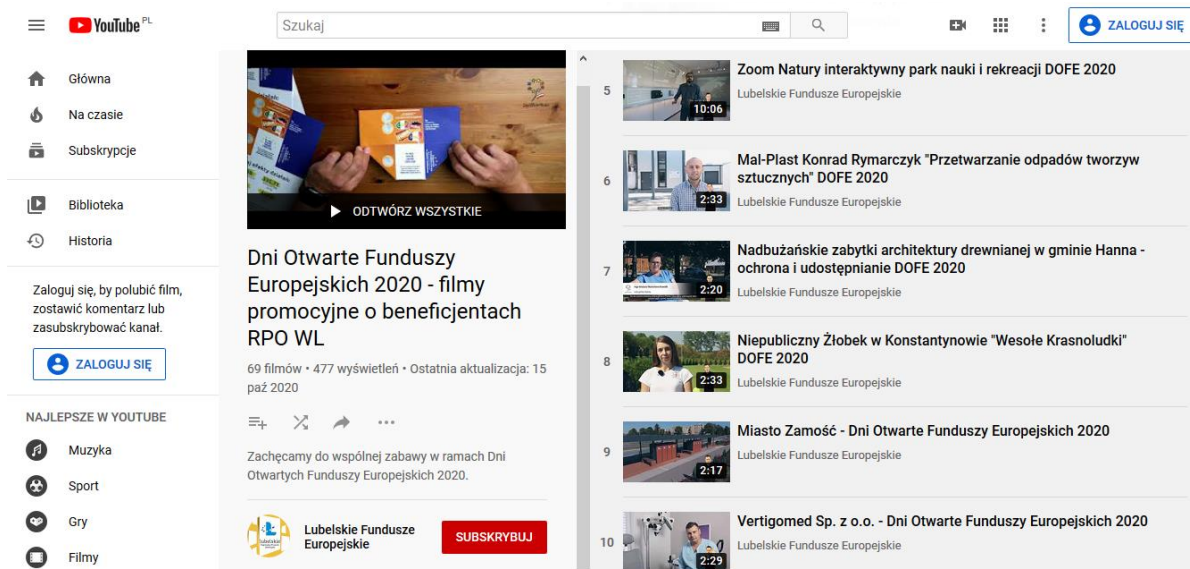 YouTube PL
Szukaj
ZALOGUJ SIĘ
Główna
Na czasie
Subskrypcje
Biblioteka
Historia
Zaloguj się, by polubić film,
zostawić komentarz lub
zasubskrybować kanał.
ZALOGUJ SIĘ
NAJLEPSZE W YOUTUBE
Muzyka
Sport
Gry
Filmy
ODTWÓRZ WSZYSTKIE
Dni Otwarte Funduszy
Europejskich 2020 - filmy
promocyjne o beneficjentach
RPO WL
69 filmów • 477 wyświetleń • Ostatnia aktualizacja: 15
paź 2020
Zachęcamy do wspólnej zabawy w ramach Dni
Otwartych Funduszy Europejskich 2020.
Lubelskie Fundusze
Europejskie
SUBSKRYBUJ
5
10:06
Zoom Natury interaktywny park nauki i rekreacji DOFE 2020
Lubelskie Fundusze Europejskie
6
2:33
Mal-Plast Konrad Rymarczyk "Przetwarzanie odpadów tworzyw
sztucznych" DOFE 2020
Lubelskie Fundusze Europejskie
7
2:20
Nadbużańskie zabytki architektury drewnianej w gminie Hanna -
ochrona i udostępnianie DOFE 2020
Lubelskie Fundusze Europejskie
8
2:33
Niepubliczny Żłobek w Konstantynowie "Wesołe Krasnoludki"
DOFE 2020
Lubelskie Fundusze Europejskie
9
2:17
Miasto Zamość - Dni Otwarte Funduszy Europejskich 2020
Lubelskie Fundusze Europejskie
10
2:29
Vertigomed Sp. z o.o. - Dni Otwarte Funduszy Europejskich 2020
Lubelskie Fundusze Europejskie